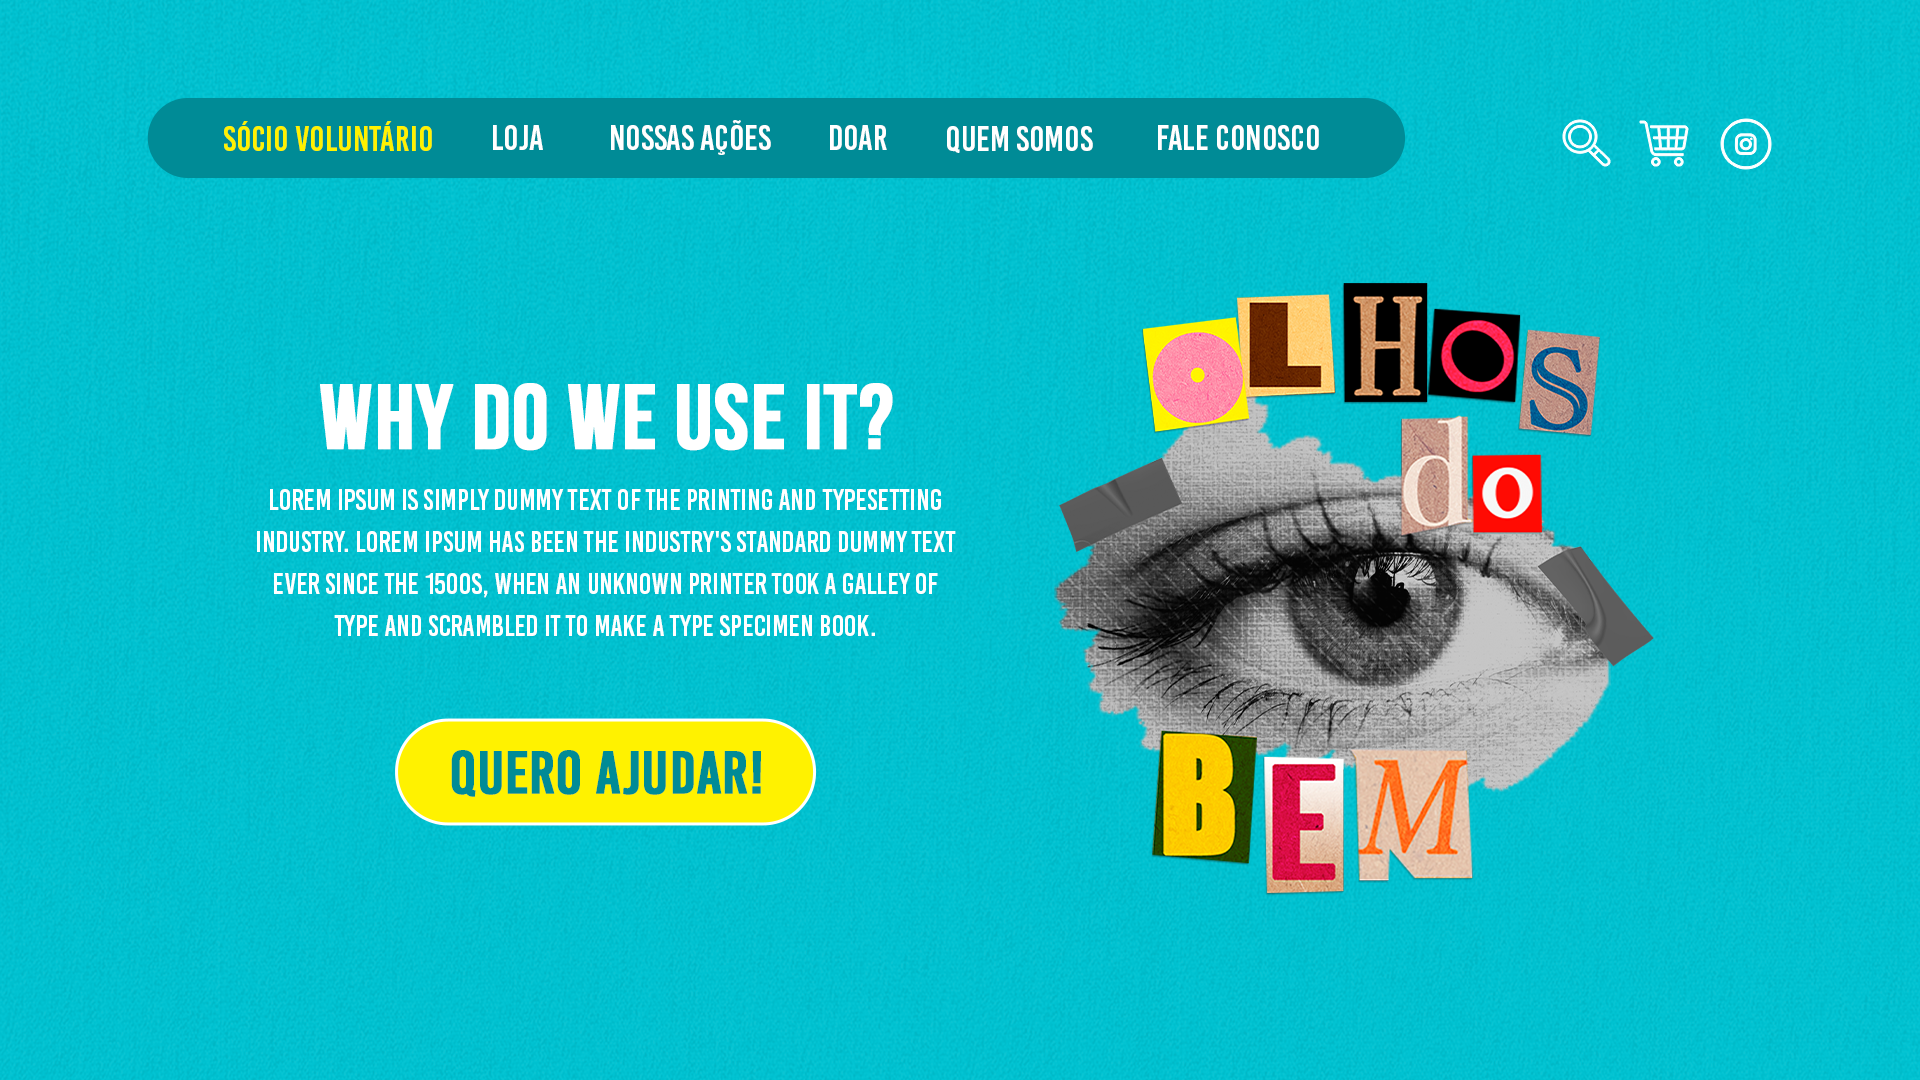 SÓCIO VOLUNTÁRIO LOJA NOSSAS AÇÕES DOAR QUEM SOMOS FALE CONOSCO
WHY DO WE USE IT?
LOREM IPSUM IS SIMPLY DUMMY TEXT OF THE PRINTING AND TYPESETTING
INDUSTRY. LOREM IPSUM HAS BEEN THE INDUSTRY'S STANDARD DUMMY TEXT
EVER SINCE THE 1500S, WHEN AN UNKNOWN PRINTER TOOK A GALLEY OF
TYPE AND SCRAMBLED IT TO MAKE A TYPE SPECIMEN BOOK.
QUERO AJUDAR!
OLHOS
do
BEM